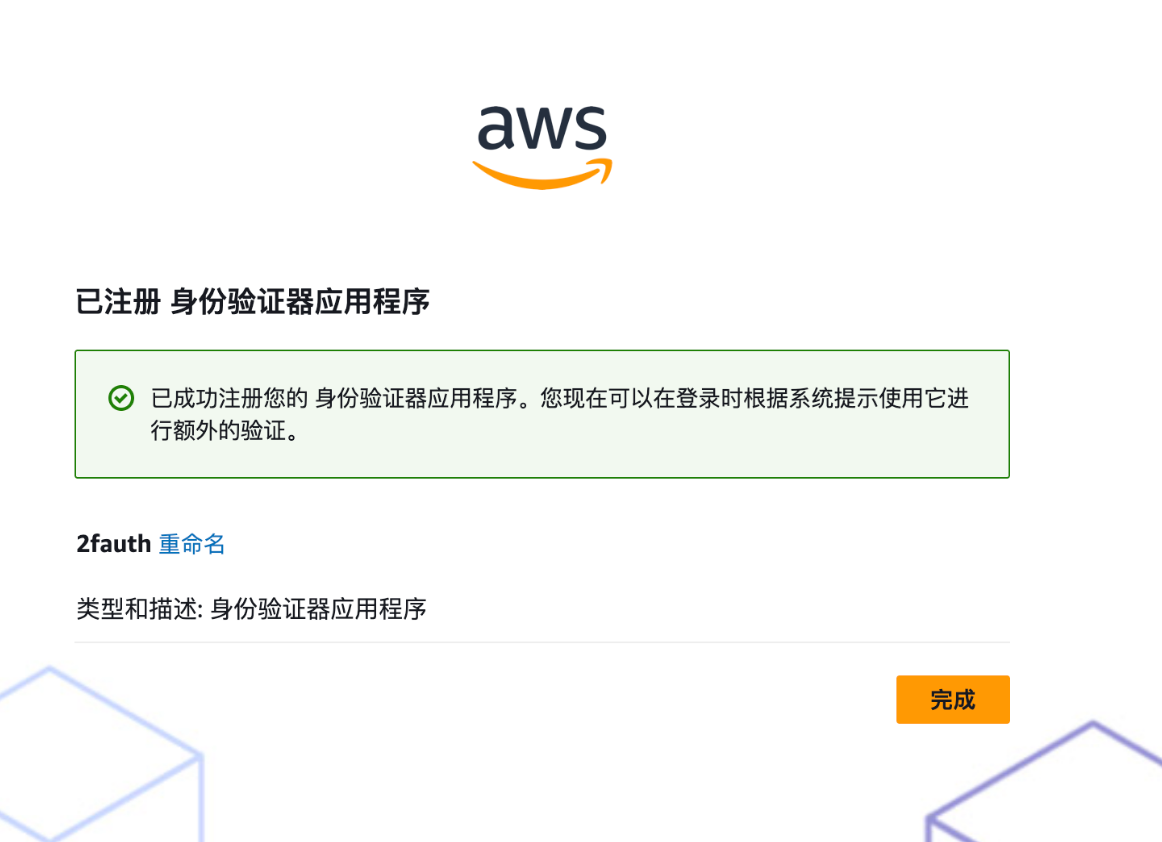 aws
已注册 身份验证器应用程序
已成功注册您的 身份验证器应用程序。您现在可以在登录时根据系统提示使用它进
行额外的验证。
2fauth 重命名
类型和描述: 身份验证器应用程序
完成